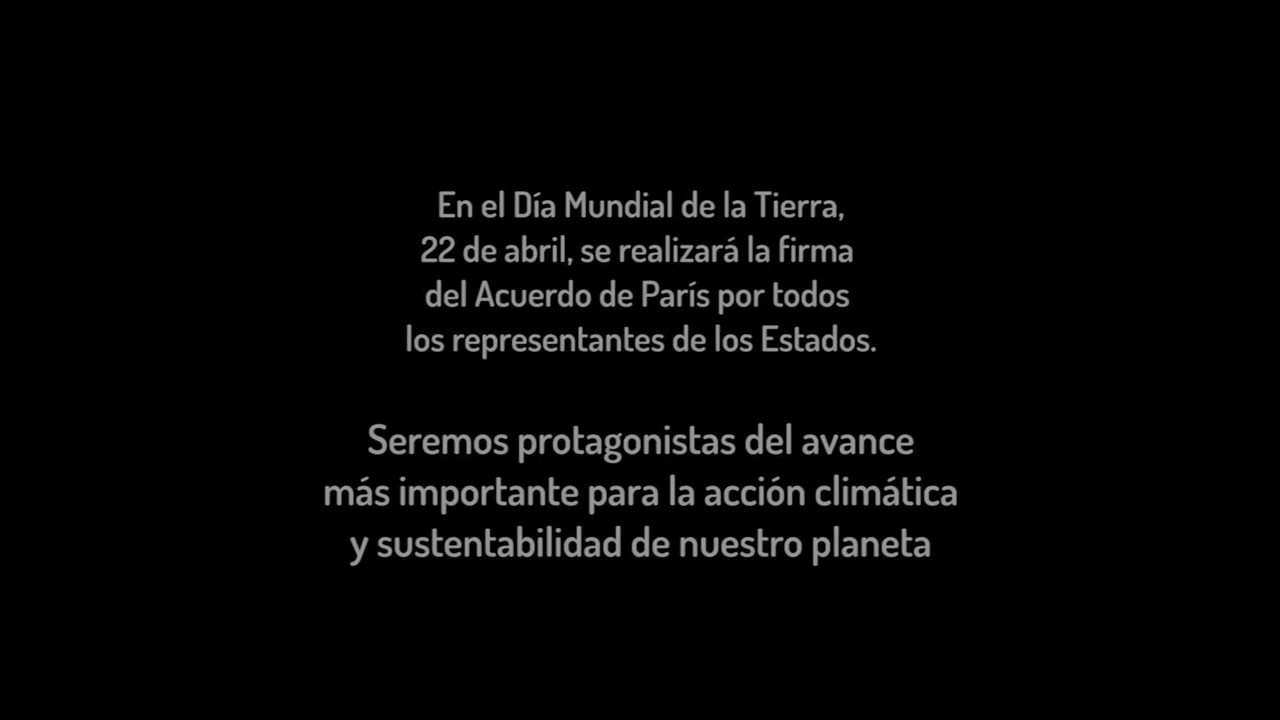 En el Día Mundial de la Tierra,
22 de abril, se realizará la firma
del Acuerdo de París por todos
los representantes de los Estados.
Seremos protagonistas del avance
más importante para la acción climática
y sustentabilidad de nuestro planeta